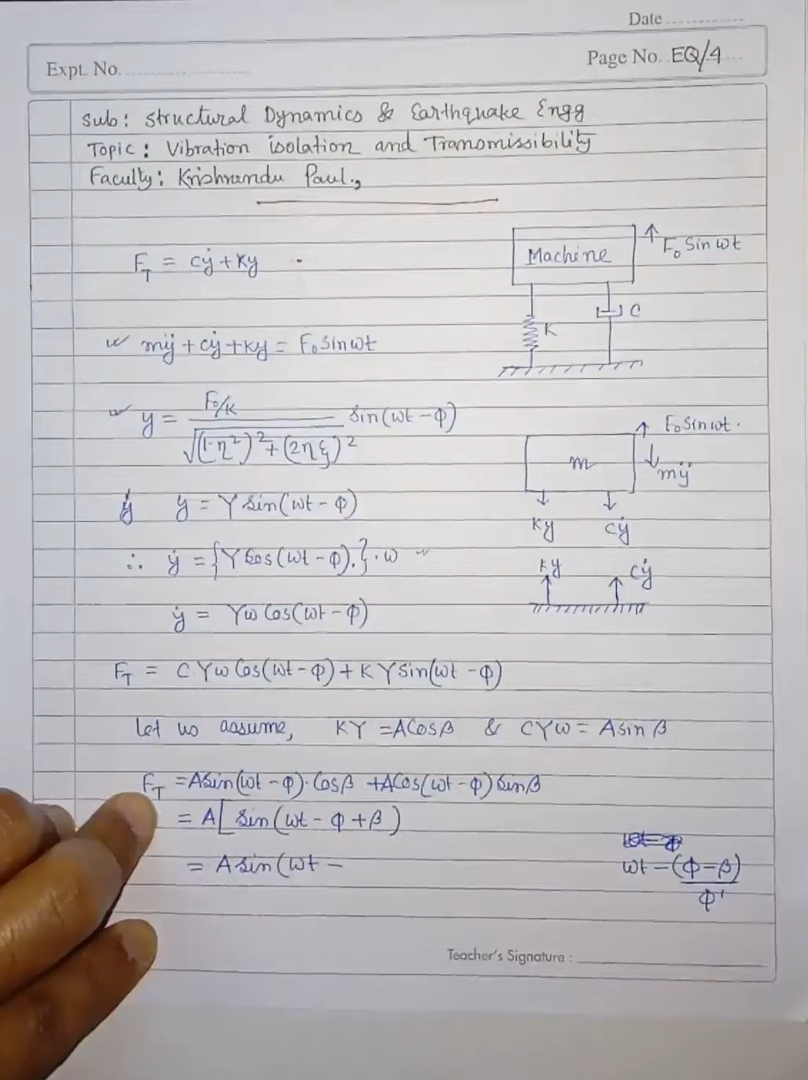 Date
Expt. No.
Page No. EQ/4
Sub: Structural Dynamics & Earthquake Engg
Topic: Vibration isolation and Transmissibility
Faculty: Krishnendu Paul.,
F_T = cẏ + Ky
Machine
F₀ Sin ωt
K
C
mÿ + cẏ + Ky = F₀ Sin ωt
y = (F₀/K) / √((1-η²)² + (2ηξ)²) Sin(ωt - φ)
F₀ Sin ωt.
m
mÿ
Ky
Cẏ
ẏ y = Y Sin(ωt - φ)
∴ ẏ = {Y Cos(ωt - φ).}·ω
Ky
Cẏ
ẏ = Yω Cos(ωt - φ)
F_T = C Y ω Cos(ωt - φ) + K Y Sin(ωt - φ)
Let us assume, KY = A Cos β & CYω = A Sin β
F_T = A Sin(ωt - φ)·Cos β + A Cos(ωt - φ) Sin β
= A[ Sin(ωt - φ + β)
= A Sin(ωt -
ωt - (φ - β)
φ'
Teacher's Signature :